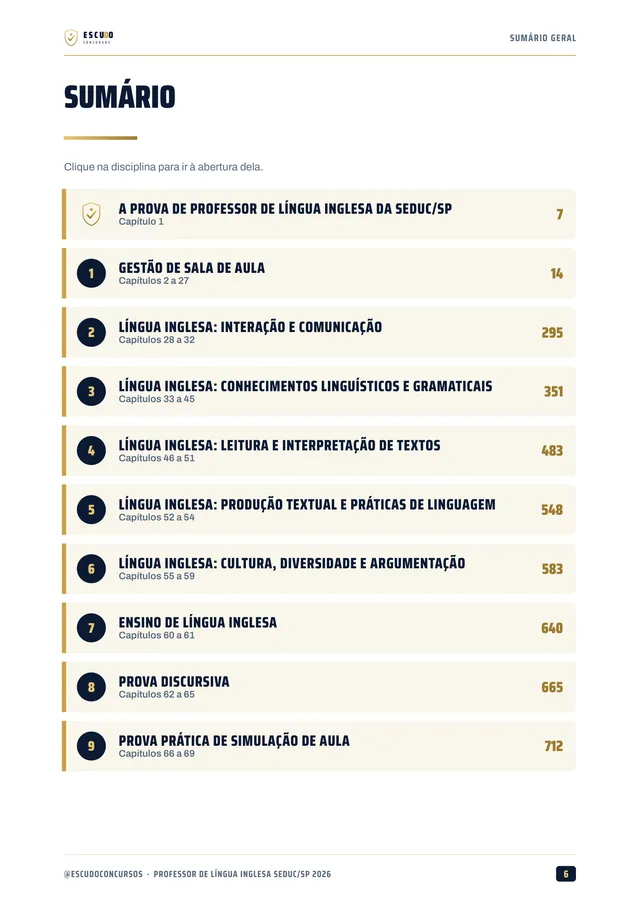 ESCUDO
CONCURSOS
SUMÁRIO GERAL
SUMÁRIO
Clique na disciplina para ir à abertura dela.
A PROVA DE PROFESSOR DE LÍNGUA INGLESA DA SEDUC/SP
Capítulo 1
7
1
GESTÃO DE SALA DE AULA
Capítulos 2 a 27
14
2
LÍNGUA INGLESA: INTERAÇÃO E COMUNICAÇÃO
Capítulos 28 a 32
295
3
LÍNGUA INGLESA: CONHECIMENTOS LINGUÍSTICOS E GRAMATICAIS
Capítulos 33 a 45
351
4
LÍNGUA INGLESA: LEITURA E INTERPRETAÇÃO DE TEXTOS
Capítulos 46 a 51
483
5
LÍNGUA INGLESA: PRODUÇÃO TEXTUAL E PRÁTICAS DE LINGUAGEM
Capítulos 52 a 54
548
6
LÍNGUA INGLESA: CULTURA, DIVERSIDADE E ARGUMENTAÇÃO
Capítulos 55 a 59
583
7
ENSINO DE LÍNGUA INGLESA
Capítulos 60 a 61
640
8
PROVA DISCURSIVA
Capítulos 62 a 65
665
9
PROVA PRÁTICA DE SIMULAÇÃO DE AULA
Capítulos 66 a 69
712
@ESCUDOCONCURSOS - PROFESSOR DE LÍNGUA INGLESA SEDUC/SP 2026
6